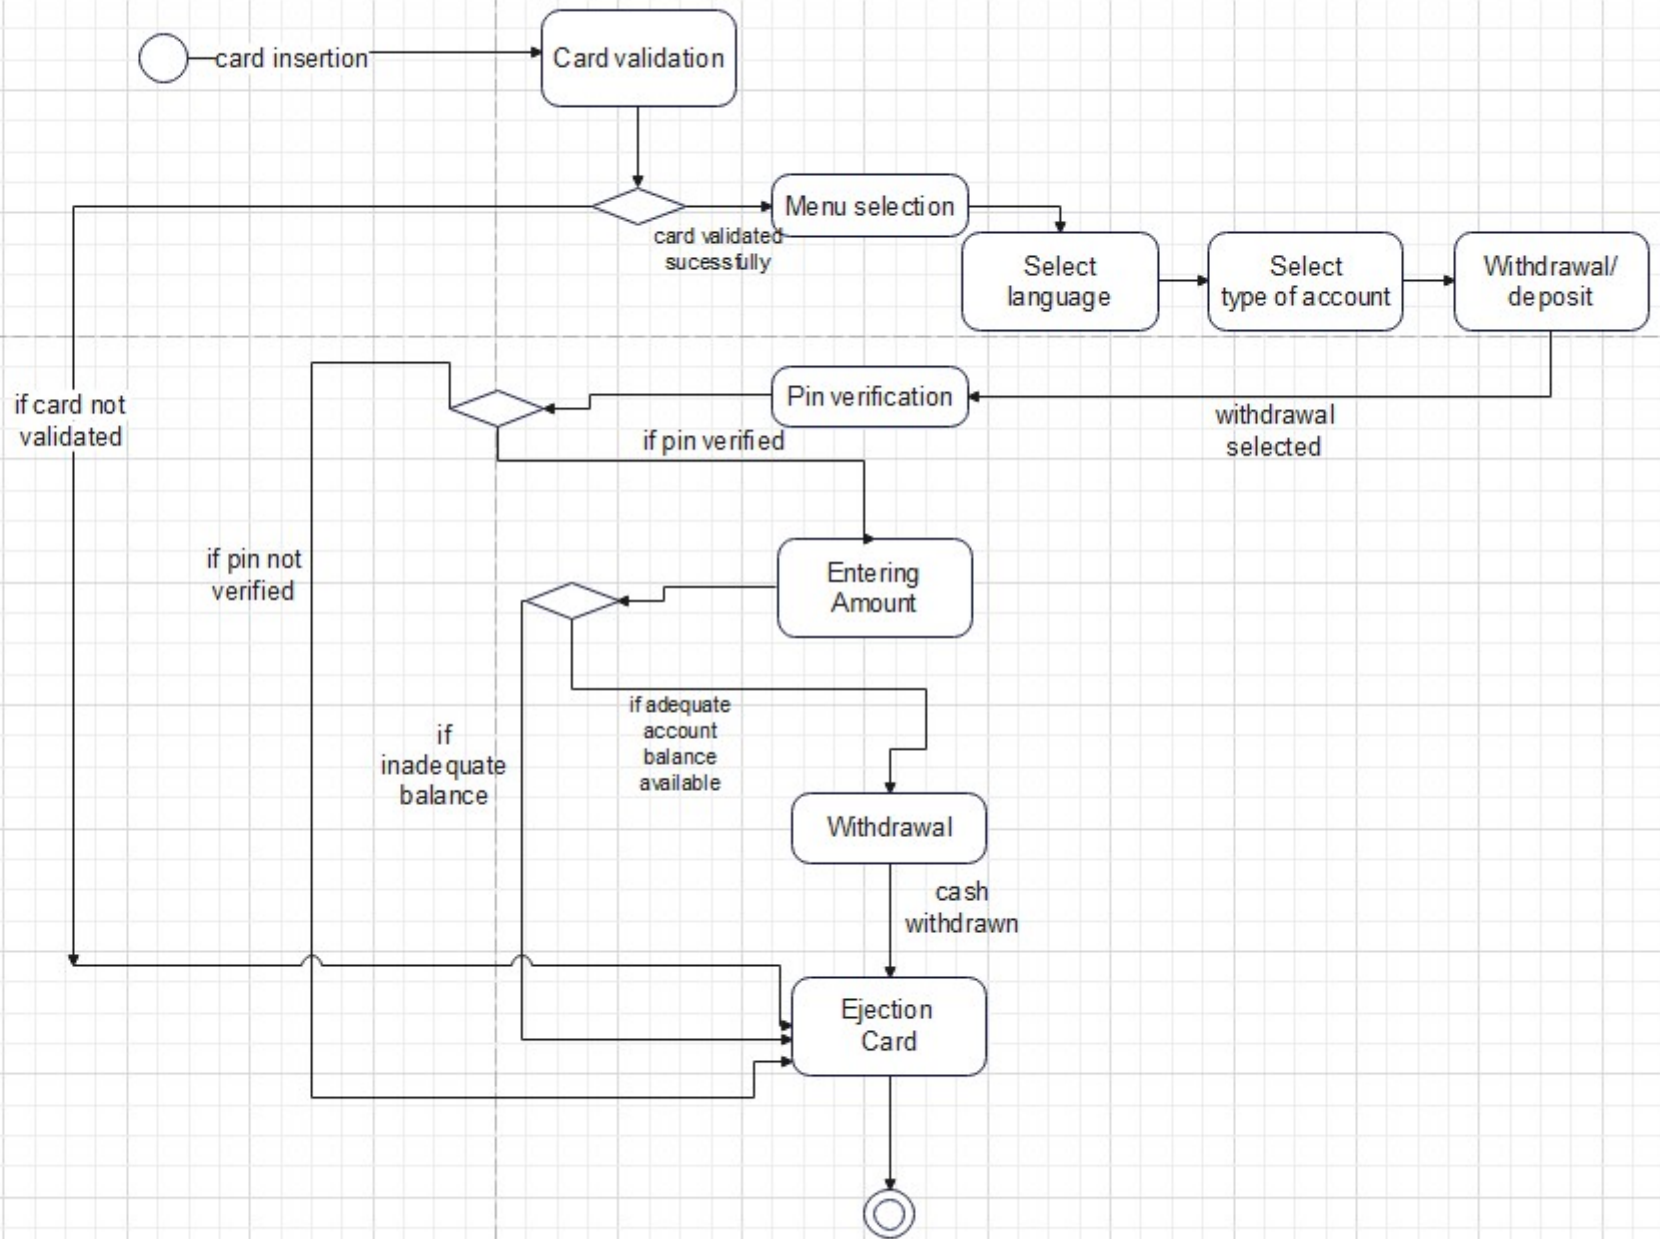 card insertion
Card validation
Menu selection
card validated
sucessfully
Select
language
Select
type of account
Withdrawal/
deposit
if card not
validated
Pin verification
withdrawal
selected
if pin verified
if pin not
verified
Entering
Amount
if adequate
account
balance
available
if
inadequate
balance
Withdrawal
cash
withdrawn
Ejection
Card